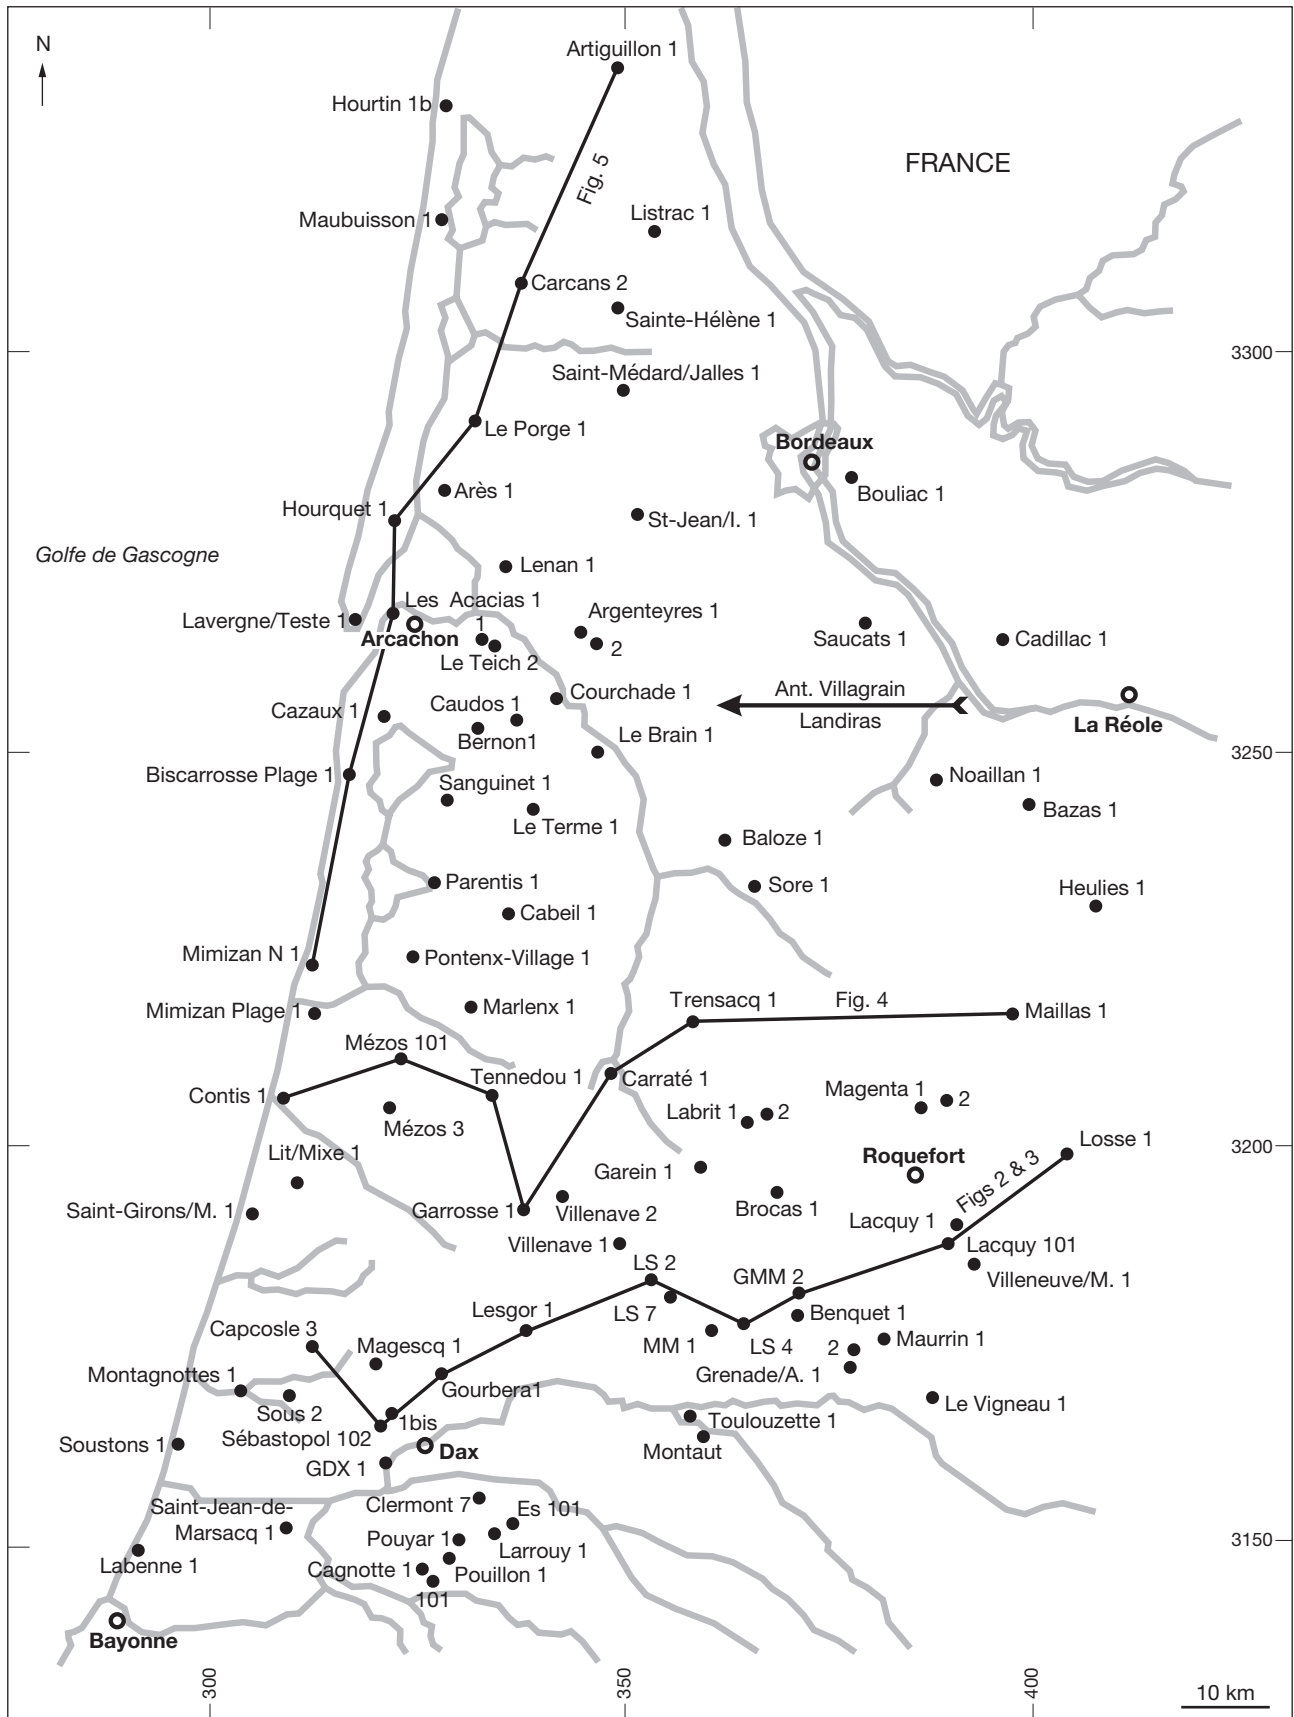 N
Artiguillon 1
Hourtin 1b
FRANCE
Fig. 5
Maubuisson 1
Listrac 1
Carcans 2
Sainte-Hélène 1
3300
Saint-Médard/Jalles 1
Le Porge 1
Bordeaux
Arès 1
Bouliac 1
Hourquet 1
St-Jean/I. 1
Golfe de Gascogne
Lenan 1
Les Acacias 1
Lavergne/Teste 1
Argenteyres 1
1
Arcachon
2
Saucats 1
Cadillac 1
Le Teich 2
Courchade 1
Ant. Villagrain
Landiras
La Réole
Cazaux 1
Caudos 1
Bernon1
Le Brain 1
3250
Biscarrosse Plage 1
Sanguinet 1
Noaillan 1
Bazas 1
Le Terme 1
Baloze 1
Parentis 1
Sore 1
Heulies 1
Cabeil 1
Mimizan N 1
Pontenx-Village 1
Mimizan Plage 1
Marlenx 1
Trensacq 1
Fig. 4
Maillas 1
Mézos 101
Tennedou 1
Carraté 1
Contis 1
Mézos 3
Labrit 1
2
Magenta 1
2
3200
Lit/Mixe 1
Garein 1
Roquefort
Losse 1
Figs 2 & 3
Saint-Girons/M. 1
Garrosse 1
Villenave 2
Brocas 1
Lacquy 1
Villenave 1
Lacquy 101
LS 2
GMM 2
Villeneuve/M. 1
LS 7
Lesgor 1
Benquet 1
Capcosle 3
Magescq 1
MM 1
LS 4
2
Maurrin 1
Grenade/A. 1
Montagnottes 1
Gourbera1
Le Vigneau 1
Sous 2
1bis
Toulouzette 1
Sébastopol 102
Soustons 1
Dax
Montaut
GDX 1
Saint-Jean-de-
Marsacq 1
Clermont 7
Es 101
Pouyar 1
Larrouy 1
3150
Labenne 1
Cagnotte 1
Pouillon 1
101
Bayonne
300
350
400
10 km